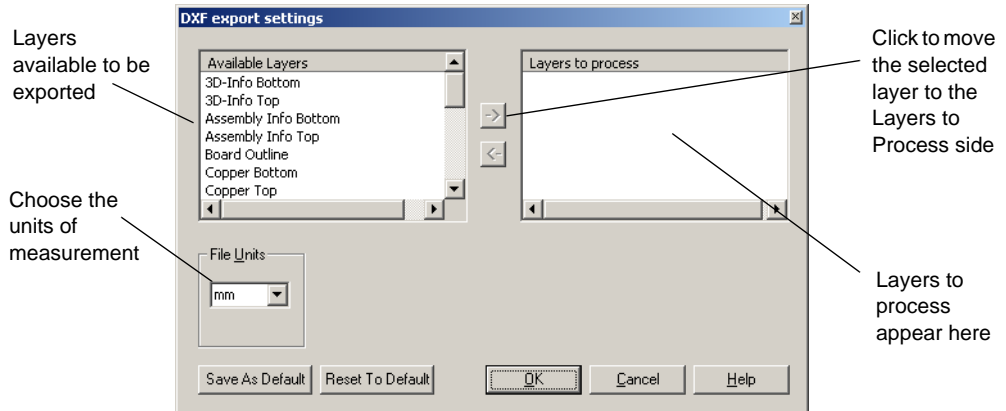 DXF export settings
Layers
available to be
exported
Available Layers
3D-Info Bottom
3D-Info Top
Assembly Info Bottom
Assembly Info Top
Board Outline
Copper Bottom
Copper Top
->
<-
Layers to process
Click to move
the selected
layer to the
Layers to
Process side
Choose the
units of
measurement
File Units
mm
Layers to
process
appear here
Save As Default
Reset To Default
OK
Cancel
Help